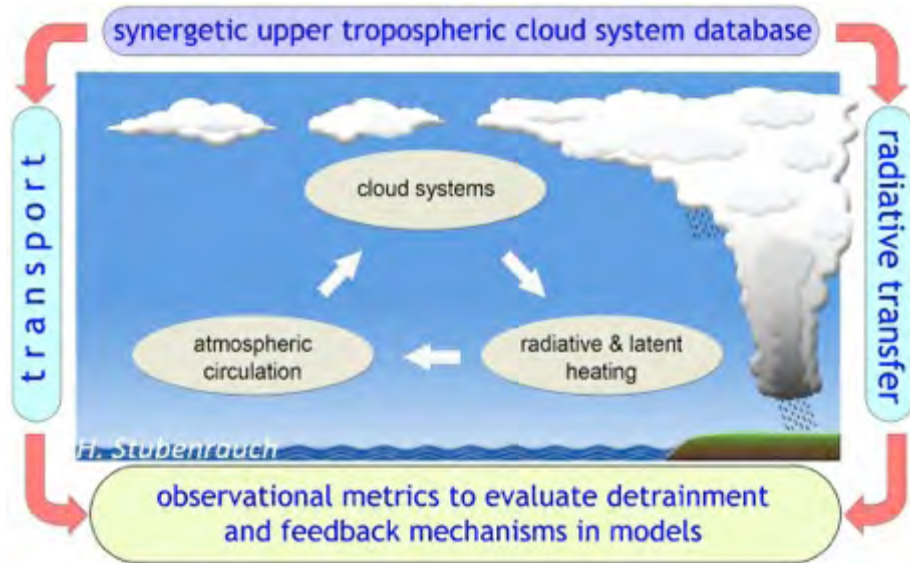 synergetic upper tropospheric cloud system database
transport
radiative transfer
cloud systems
atmospheric
circulation
radiative & latent
heating
H. Stubenrauch
observational metrics to evaluate detrainment
and feedback mechanisms in models